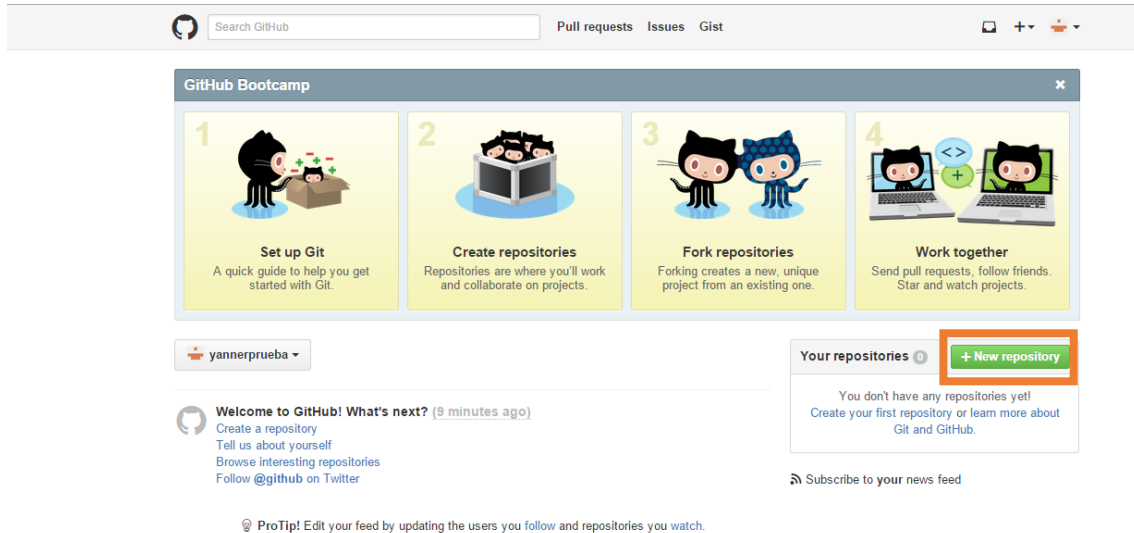 Search GitHub
Pull requests Issues Gist
GitHub Bootcamp
1
Set up Git
A quick guide to help you get
started with Git.
2
Create repositories
Repositories are where you'll work
and collaborate on projects.
3
Fork repositories
Forking creates a new, unique
project from an existing one.
4
<>
+
Work together
Send pull requests, follow friends.
Star and watch projects.
yannerprueba
Your repositories 0
+ New repository
You don't have any repositories yet!
Create your first repository or learn more about
Git and GitHub.
Welcome to GitHub! What's next? (9 minutes ago)
Create a repository
Tell us about yourself
Browse interesting repositories
Follow @github on Twitter
Subscribe to your news feed
ProTip! Edit your feed by updating the users you follow and repositories you watch.